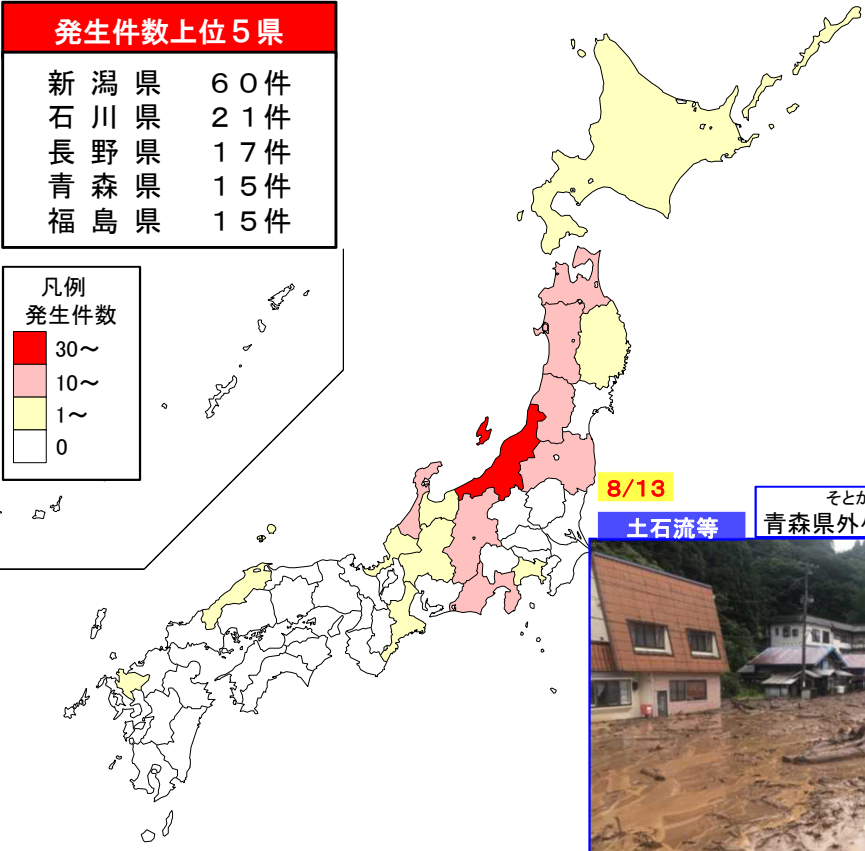 発生件数上位５県
新潟県　６０件
石川県　２１件
長野県　１７件
青森県　１５件
福島県　１５件
凡例
発生件数
30～
10～
1～
0
8/13
土石流等
そとか
青森県外